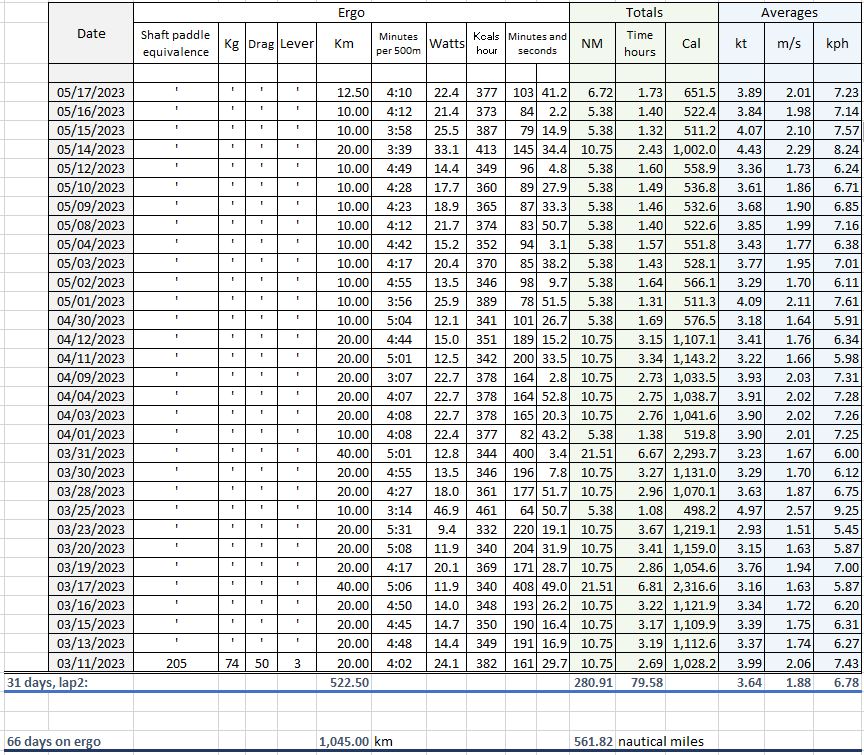 Ergo Totals Averages
Date Shaft paddle equivalence Kg Drag Lever Km Minutes per 500m Watts Kcals hour Minutes and seconds NM Time hours Cal kt m/s kph
05/17/2023 ' ' ' ' 12.50 4:10 22.4 377 103 41.2 6.72 1.73 651.5 3.89 2.01 7.23
05/16/2023 ' ' ' ' 10.00 4:12 21.4 373 84 2.2 5.38 1.40 522.4 3.84 1.98 7.14
05/15/2023 ' ' ' ' 10.00 3:58 25.5 387 79 14.9 5.38 1.32 511.2 4.07 2.10 7.57
05/14/2023 ' ' ' ' 20.00 3:39 33.1 413 145 34.4 10.75 2.43 1,002.0 4.43 2.29 8.24
05/12/2023 ' ' ' ' 10.00 4:49 14.4 349 96 4.8 5.38 1.60 558.9 3.36 1.73 6.24
05/10/2023 ' ' ' ' 10.00 4:28 17.7 360 89 27.9 5.38 1.49 536.8 3.61 1.86 6.71
05/09/2023 ' ' ' ' 10.00 4:23 18.9 365 87 33.3 5.38 1.46 532.6 3.68 1.90 6.85
05/08/2023 ' ' ' ' 10.00 4:12 21.7 374 83 50.7 5.38 1.40 522.6 3.85 1.99 7.16
05/04/2023 ' ' ' ' 10.00 4:42 15.2 352 94 3.1 5.38 1.57 551.8 3.43 1.77 6.38
05/03/2023 ' ' ' ' 10.00 4:17 20.4 370 85 38.2 5.38 1.43 528.1 3.77 1.95 7.01
05/02/2023 ' ' ' ' 10.00 4:55 13.5 346 98 9.7 5.38 1.64 566.1 3.29 1.70 6.11
05/01/2023 ' ' ' ' 10.00 3:56 25.9 389 78 51.5 5.38 1.31 511.3 4.09 2.11 7.61
04/30/2023 ' ' ' ' 10.00 5:04 12.1 341 101 26.7 5.38 1.69 576.5 3.18 1.64 5.91
04/12/2023 ' ' ' ' 20.00 4:44 15.0 351 189 15.2 10.75 3.15 1,107.1 3.41 1.76 6.34
04/11/2023 ' ' ' ' 20.00 5:01 12.5 342 200 33.5 10.75 3.34 1,143.2 3.22 1.66 5.98
04/09/2023 ' ' ' ' 20.00 3:07 22.7 378 164 2.8 10.75 2.73 1,033.5 3.93 2.03 7.31
04/04/2023 ' ' ' ' 20.00 4:07 22.7 378 164 52.8 10.75 2.75 1,038.7 3.91 2.02 7.28
04/03/2023 ' ' ' ' 20.00 4:08 22.7 378 165 20.3 10.75 2.76 1,041.6 3.90 2.02 7.26
04/01/2023 ' ' ' ' 10.00 4:08 22.4 377 82 43.2 5.38 1.38 519.8 3.90 2.01 7.25
03/31/2023 ' ' ' ' 40.00 5:01 12.8 344 400 3.4 21.51 6.67 2,293.7 3.23 1.67 6.00
03/30/2023 ' ' ' ' 20.00 4:55 13.5 346 196 7.8 10.75 3.27 1,131.0 3.29 1.70 6.12
03/28/2023 ' ' ' ' 20.00 4:27 18.0 361 177 51.7 10.75 2.96 1,070.1 3.63 1.87 6.75
03/25/2023 ' ' ' ' 10.00 3:14 46.9 461 64 50.7 5.38 1.08 498.2 4.97 2.57 9.25
03/23/2023 ' ' ' ' 20.00 5:31 9.4 332 220 19.1 10.75 3.67 1,219.1 2.93 1.51 5.45
03/20/2023 ' ' ' ' 20.00 5:08 11.9 340 204 31.9 10.75 3.41 1,159.0 3.15 1.63 5.87
03/19/2023 ' ' ' ' 20.00 4:17 20.1 369 171 28.7 10.75 2.86 1,054.6 3.76 1.94 7.00
03/17/2023 ' ' ' ' 40.00 5:06 11.9 340 408 49.0 21.51 6.81 2,316.6 3.16 1.63 5.87
03/16/2023 ' ' ' ' 20.00 4:50 14.0 348 193 26.2 10.75 3.22 1,121.9 3.34 1.72 6.20
03/15/2023 ' ' ' ' 20.00 4:45 14.7 350 190 16.4 10.75 3.17 1,109.9 3.39 1.75 6.31
03/13/2023 ' ' ' ' 20.00 4:48 14.4 349 191 16.9 10.75 3.19 1,112.6 3.37 1.74 6.27
03/11/2023 205 74 50 3 20.00 4:02 24.1 382 161 29.7 10.75 2.69 1,028.2 3.99 2.06 7.43
31 days, lap2: 522.50 280.91 79.58 3.64 1.88 6.78
66 days on ergo 1,045.00 km 561.82 nautical miles